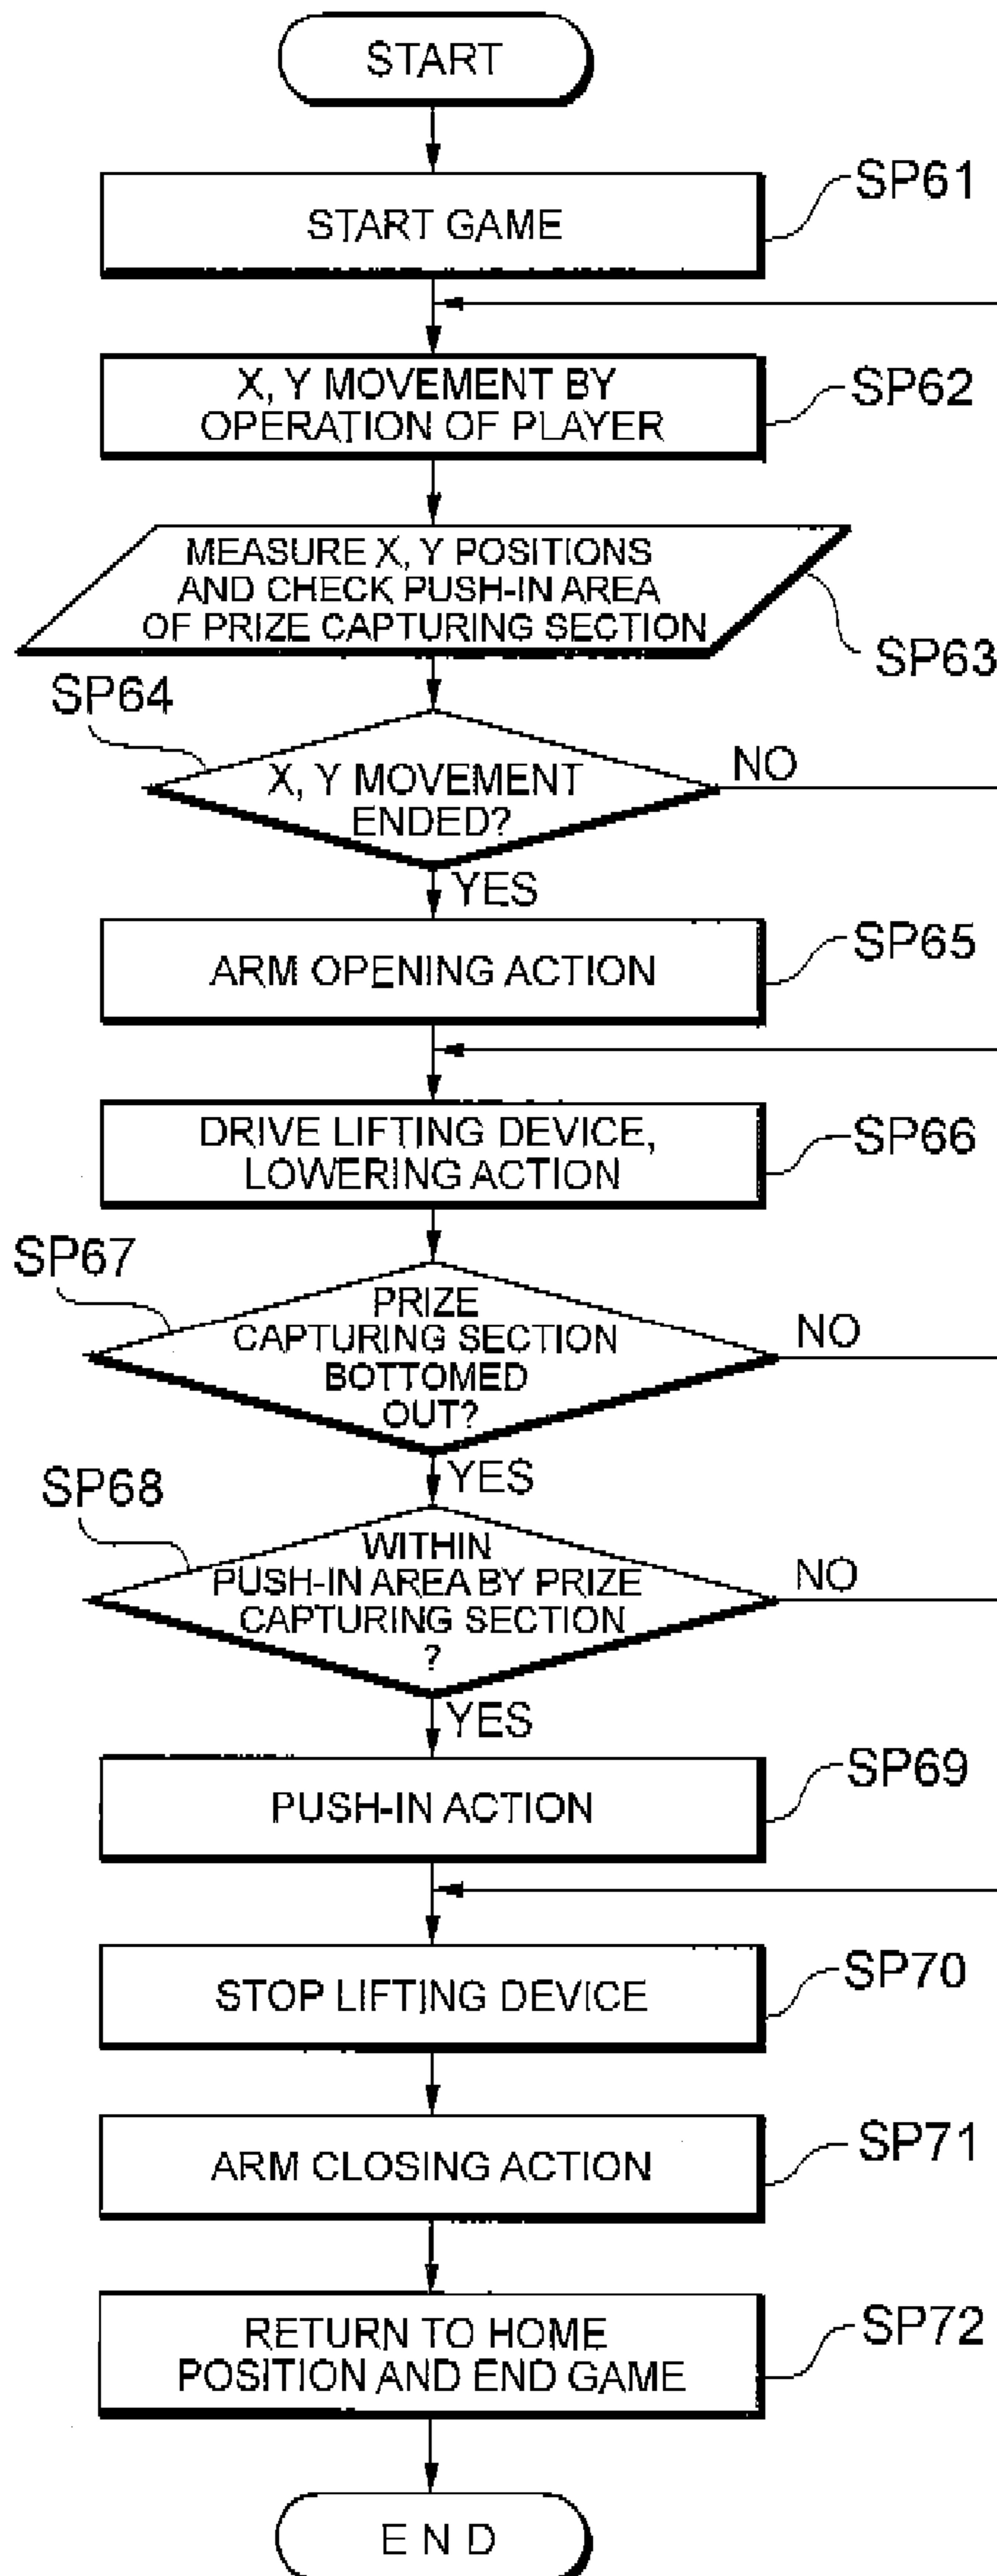 START
START GAME
SP61
X, Y MOVEMENT BY
OPERATION OF PLAYER
SP62
MEASURE X, Y POSITIONS
AND CHECK PUSH-IN AREA
OF PRIZE CAPTURING SECTION
SP63
SP64
X, Y MOVEMENT
ENDED?
NO
YES
ARM OPENING ACTION
SP65
DRIVE LIFTING DEVICE,
LOWERING ACTION
SP66
SP67
PRIZE
CAPTURING SECTION
BOTTOMED
OUT?
NO
YES
SP68
WITHIN
PUSH-IN AREA BY PRIZE
CAPTURING SECTION
?
NO
YES
PUSH-IN ACTION
SP69
STOP LIFTING DEVICE
SP70
ARM CLOSING ACTION
SP71
RETURN TO HOME
POSITION AND END GAME
SP72
END